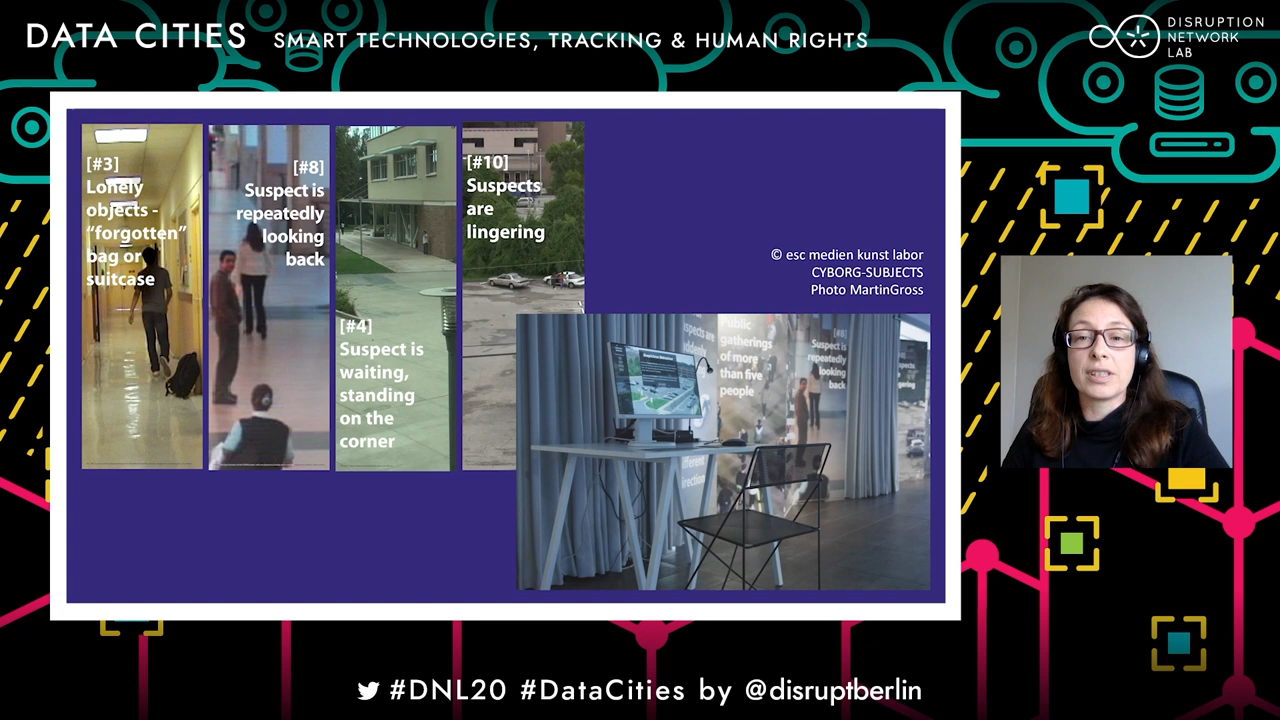 DATA CITIES SMART TECHNOLOGIES, TRACKING & HUMAN RIGHTS
DISRUPTION
NETWORK
LAB
[#3]
Lonely
objects -
“forgotten”
bag or
suitcase
[#8]
Suspect is
repeatedly
looking
back
[#4]
Suspect is
waiting,
standing
on the
corner
[#10]
Suspects
are
lingering
© esc medien kunst labor
CYBORG-SUBJECTS
Photo MartinGross
Public
gatherings
of more
than five
people
[#8]
Suspect is
repeatedly
looking
back
#DNL20 #DataCities by @disruptberlin